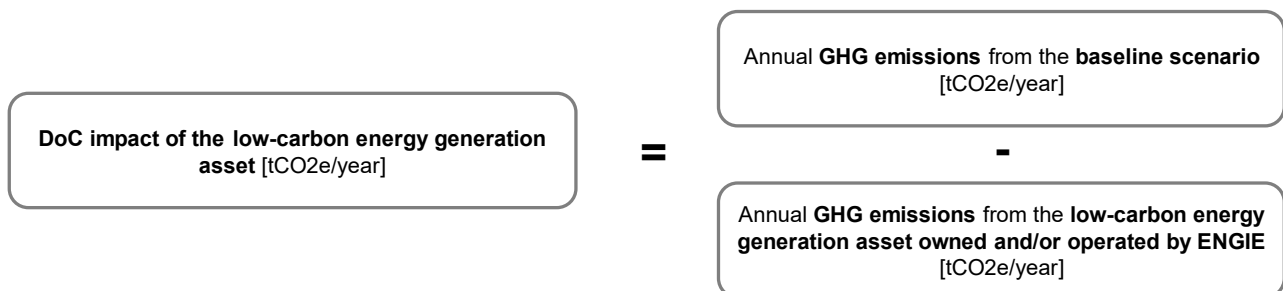 Annual GHG emissions from the baseline scenario
[tCO2e/year]
DoC impact of the low-carbon energy generation
asset [tCO2e/year]
=
-
Annual GHG emissions from the low-carbon energy
generation asset owned and/or operated by ENGIE
[tCO2e/year]